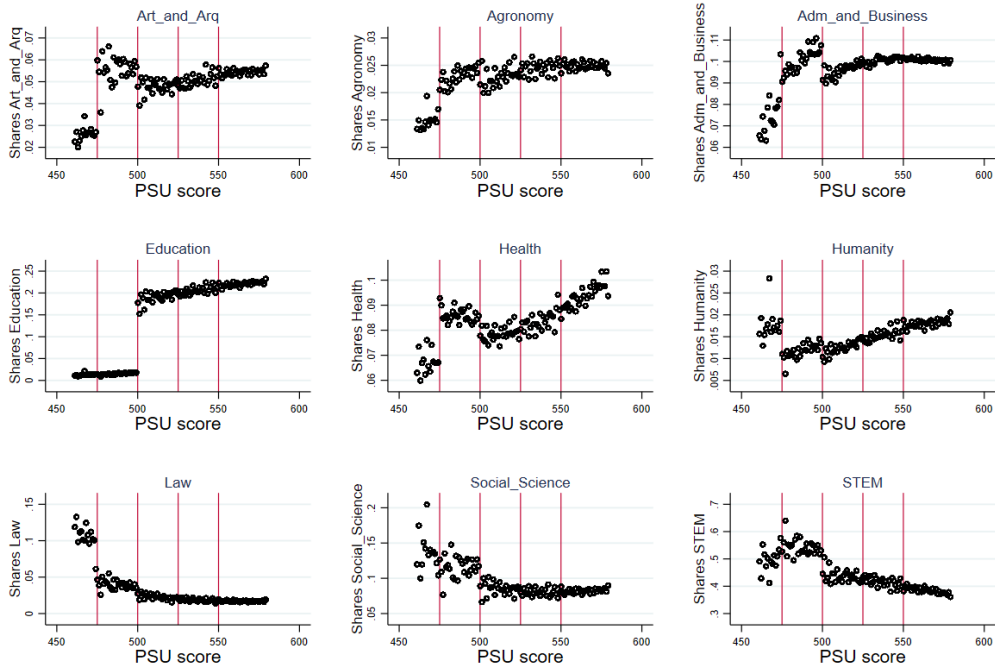 Art_and_Arq
Shares Art_and_Arq
.02 .03 .04 .05 .06 .07
450 500 550 600
PSU score
Agronomy
Shares Agronomy
.01 .015 .02 .025 .03
450 500 550 600
PSU score
Adm_and_Business
Shares Adm_and_Business
.06 .07 .08 .09 .1 .11
450 500 550 600
PSU score
Education
Shares Education
0 .05 .1 .15 .2 .25
450 500 550 600
PSU score
Health
Shares Health
.06 .07 .08 .09 .1
450 500 550 600
PSU score
Humanity
Shares Humanity
.005 .01 .015 .02 .025 .03
450 500 550 600
PSU score
Law
Shares Law
0 .05 .1 .15
450 500 550 600
PSU score
Social_Science
Shares Social_Science
.05 .1 .15 .2
450 500 550 600
PSU score
STEM
Shares STEM
.3 .4 .5 .6 .7
450 500 550 600
PSU score